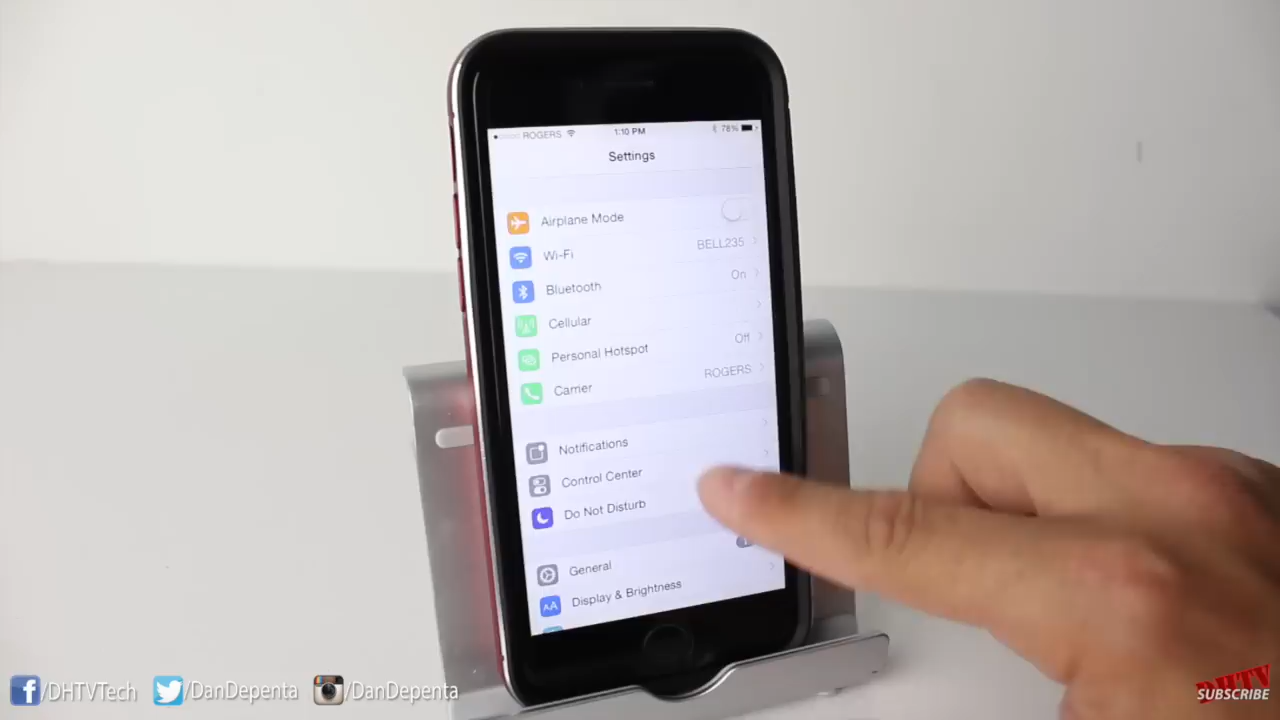 ROGERS 1:10 PM 78%
Settings
Airplane Mode
Wi-Fi BELL235
Bluetooth On
Cellular
Personal Hotspot Off
Carrier ROGERS
Notifications
Control Center
Do Not Disturb
General
Display & Brightness
AA
f/DHTVTech /DanDepenta /DanDepenta
DHTV
SUBSCRIBE